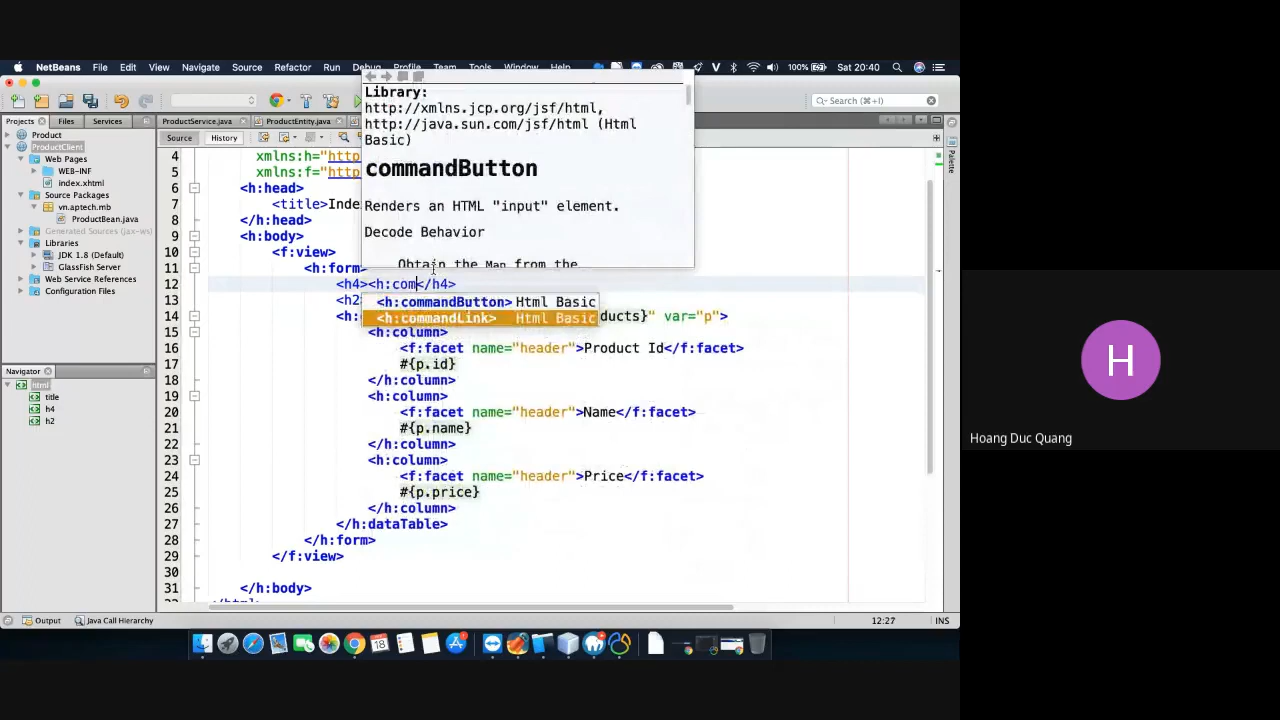 NetBeans File Edit View Navigate Source Refactor Run Debug Profile Team Tools Window Help 100% Sat 20:40
Search (⌘+I)
Projects Files Services
Product
ProductClient
Web Pages
WEB-INF
index.xhtml
Source Packages
vn.aptech.mb
ProductBean.java
Generated Sources (jax-ws)
Libraries
JDK 1.8 (Default)
GlassFish Server
Web Service References
Configuration Files
Navigator
html
title
h4
h2
ProductService.java ProductEntity.java
Source History
Palette
Library:
http://xmlns.jcp.org/jsf/html,
http://java.sun.com/jsf/html (Html
Basic)
commandButton
Renders an HTML "input" element.
Decode Behavior
Obtain the Map from the
4 xmlns:h="http
5 xmlns:f="http
6 <h:head>
7 <title>Inde
8 </h:head>
9 <h:body>
10 <f:view>
11 <h:form>
12 <h4><h:com</h4>
13 <h2
<h:commandButton> Html Basic
14 <h: ducts}" var="p">
<h:commandLink> Html Basic
15 <h:column>
16 <f:facet name="header">Product Id</f:facet>
17 #{p.id}
18 </h:column>
19 <h:column>
20 <f:facet name="header">Name</f:facet>
21 #{p.name}
22 </h:column>
23 <h:column>
24 <f:facet name="header">Price</f:facet>
25 #{p.price}
26 </h:column>
27 </h:dataTable>
28 </h:form>
29 </f:view>
30
31 </h:body>
Output Java Call Hierarchy 12:27 INS
18
H
Hoang Duc Quang